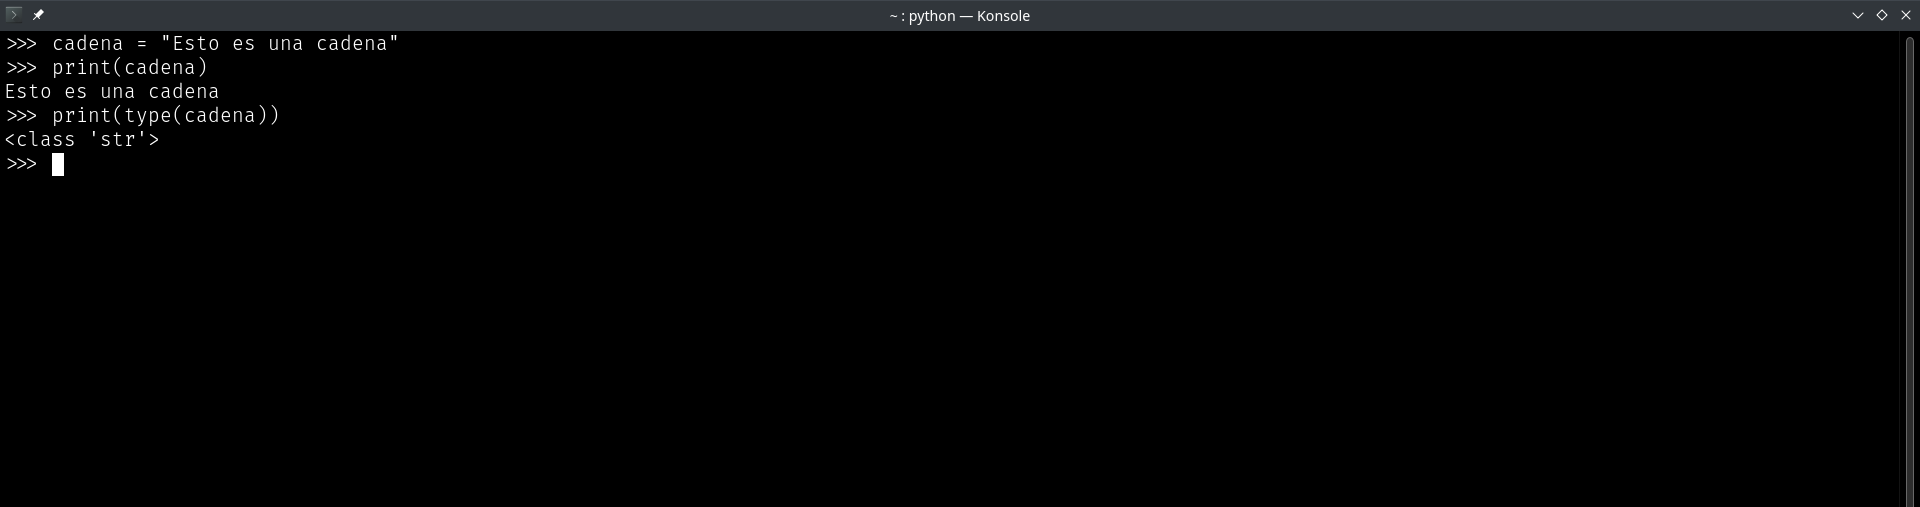 ~ : python — Konsole
>>> cadena = "Esto es una cadena"
>>> print(cadena)
Esto es una cadena
>>> print(type(cadena))
<class 'str'>
>>>